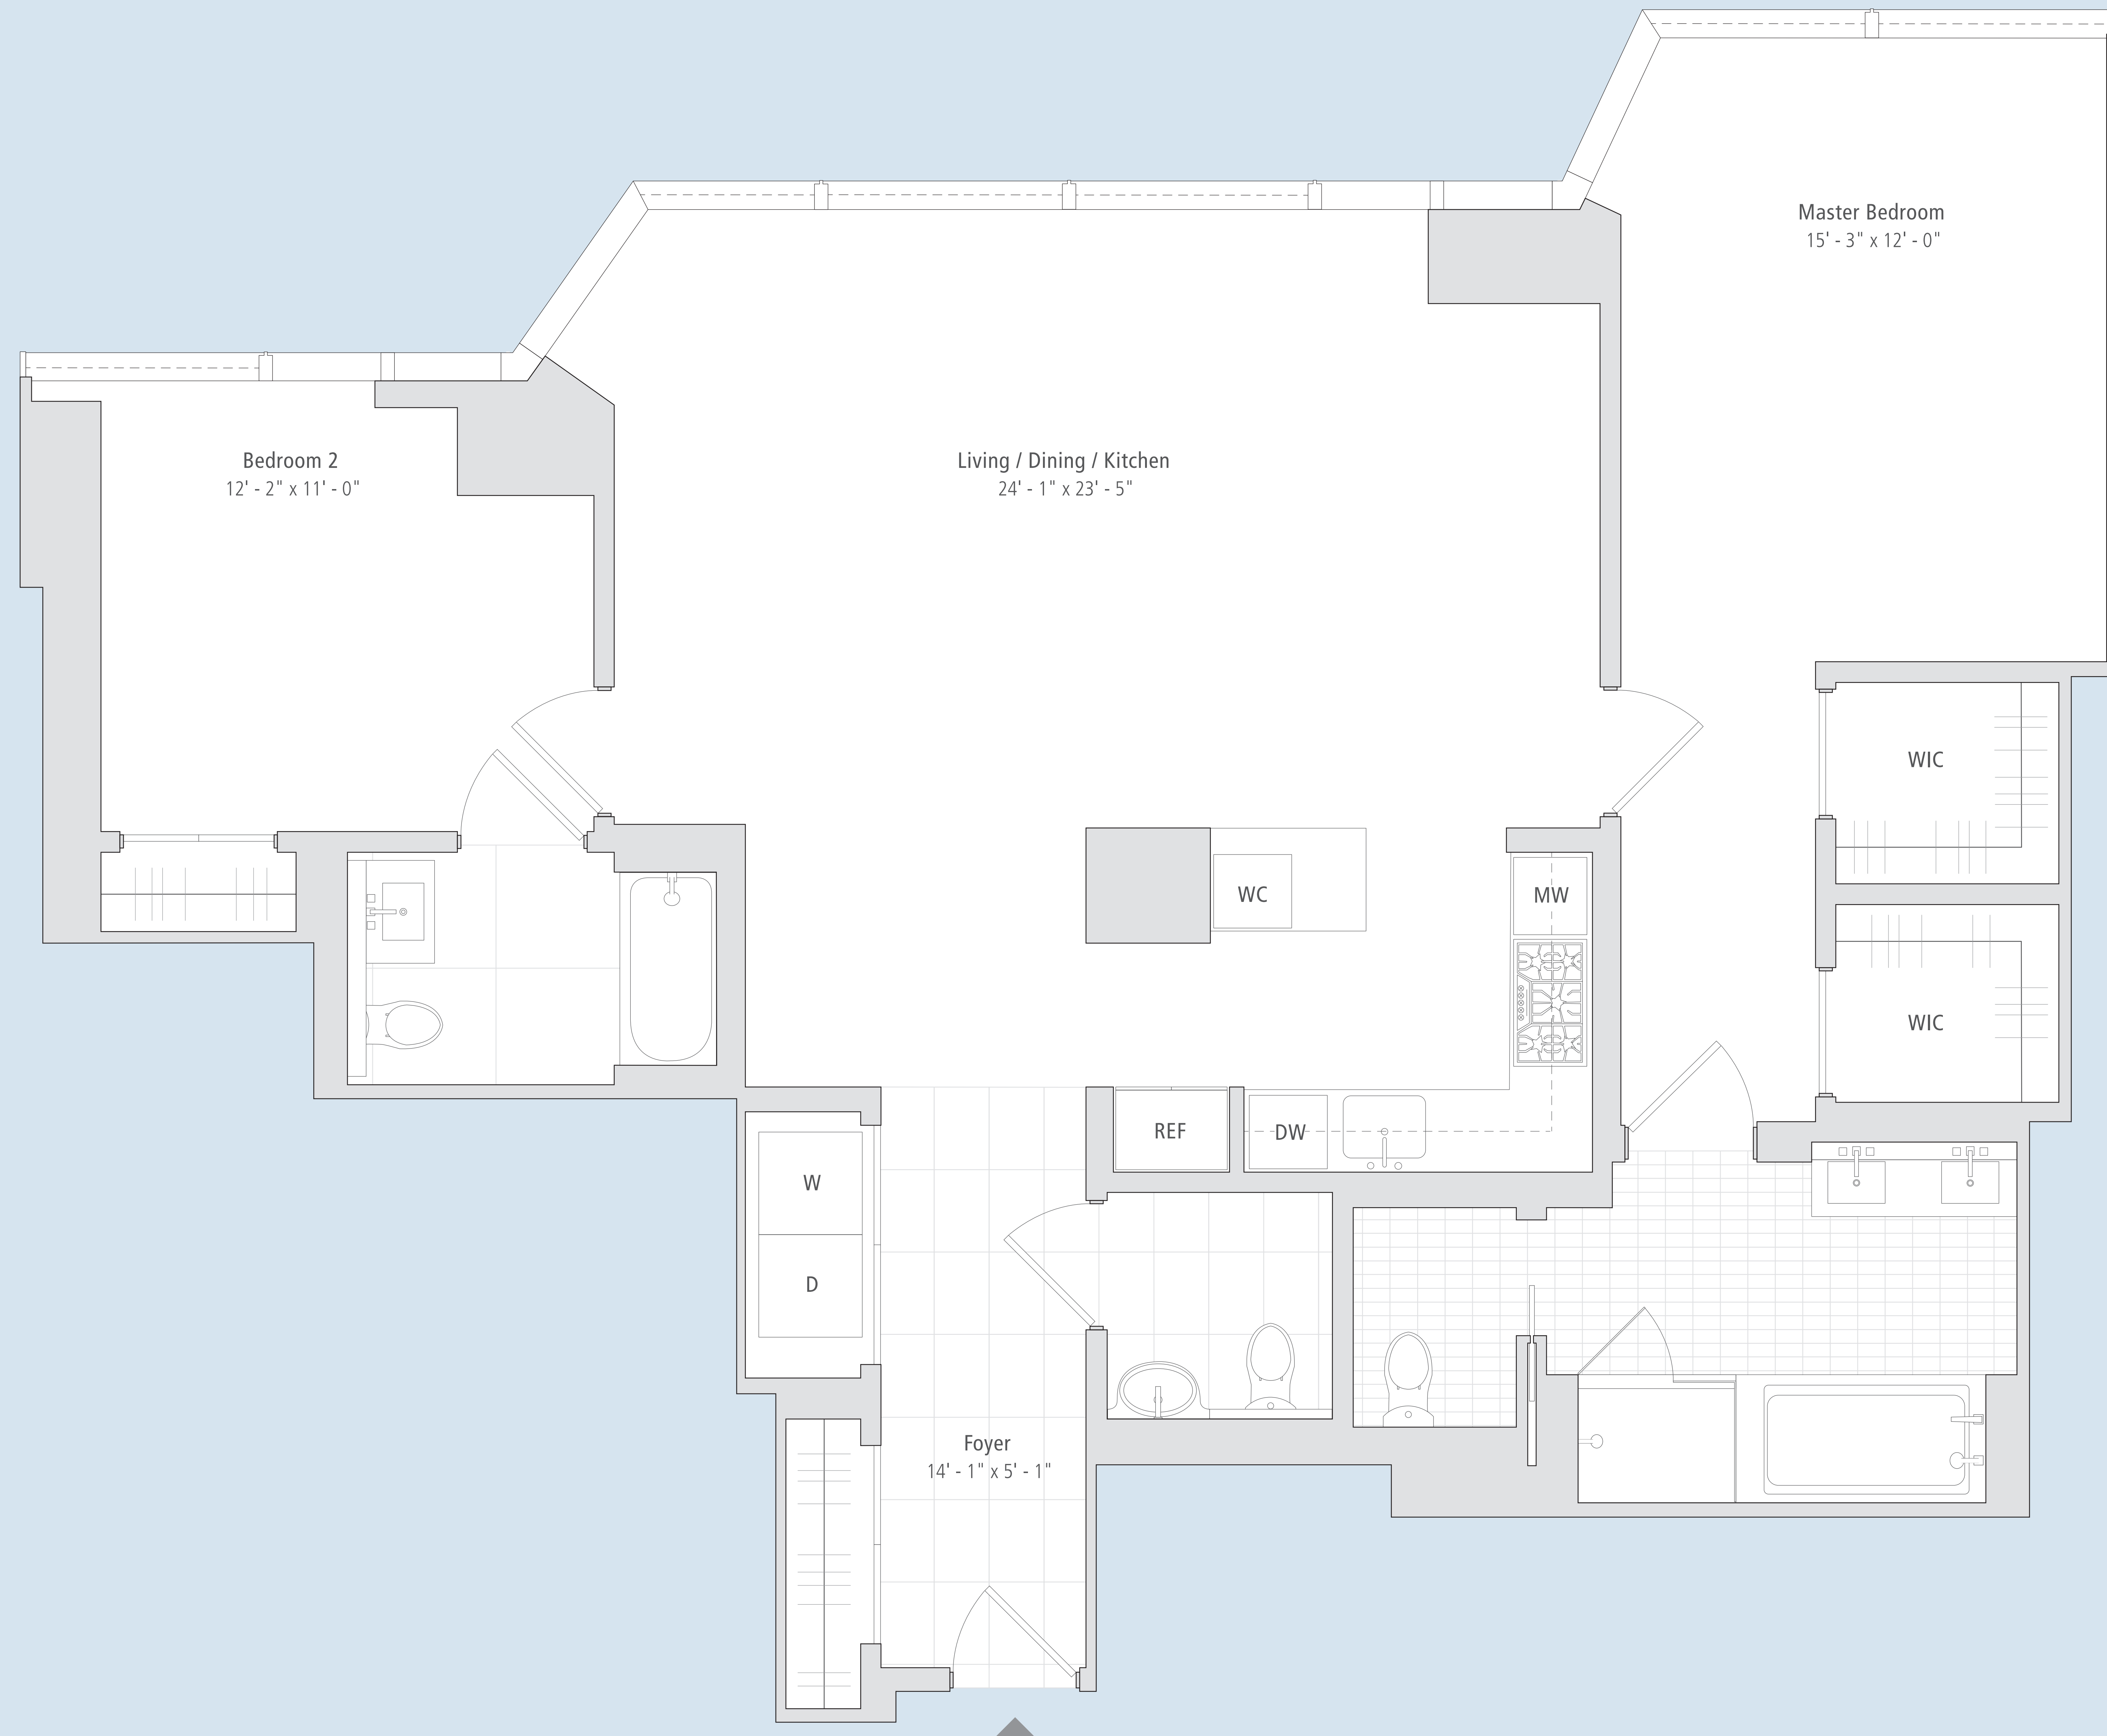 Master Bedroom
15' - 3" x 12' - 0"
Bedroom 2
12' - 2" x 11' - 0"
Living / Dining / Kitchen
24' - 1" x 23' - 5"
WIC
WC
MW
WIC
REF
DW
W
D
Foyer
14' - 1" x 5' - 1"